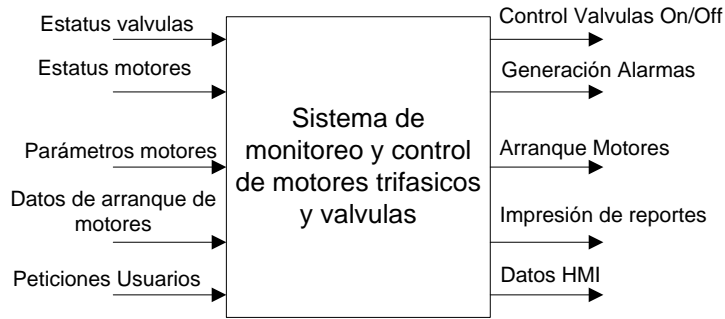 Estatus valvulas
Estatus motores
Parámetros motores
Datos de arranque de
motores
Peticiones Usuarios
Sistema de
monitoreo y control
de motores trifasicos
y valvulas
Control Valvulas On/Off
Generación Alarmas
Arranque Motores
Impresión de reportes
Datos HMI